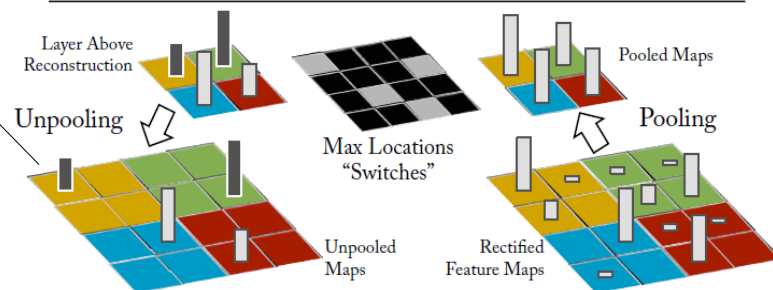 Layer Above
Reconstruction
Pooled Maps
Unpooling
Pooling
Max Locations
“Switches”
Unpooled
Maps
Rectified
Feature Maps